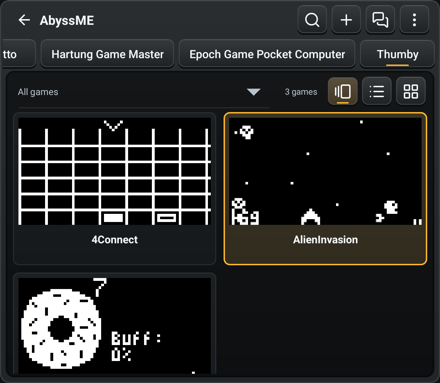 AbyssME
tto
Hartung Game Master
Epoch Game Pocket Computer
Thumby
All games
3 games
169
4Connect
AlienInvasion
7
Buff:
0%